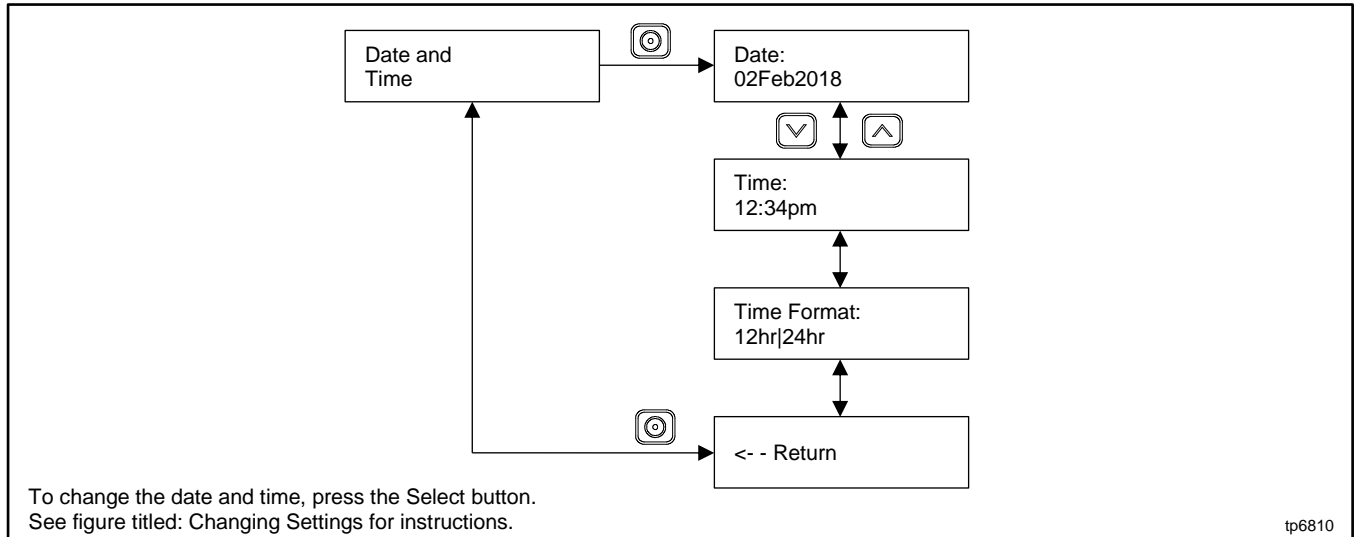 Date and
Time
Date:
02Feb2018
Time:
12:34pm
Time Format:
12hr|24hr
<- - Return
To change the date and time, press the Select button.
See figure titled: Changing Settings for instructions.
tp6810